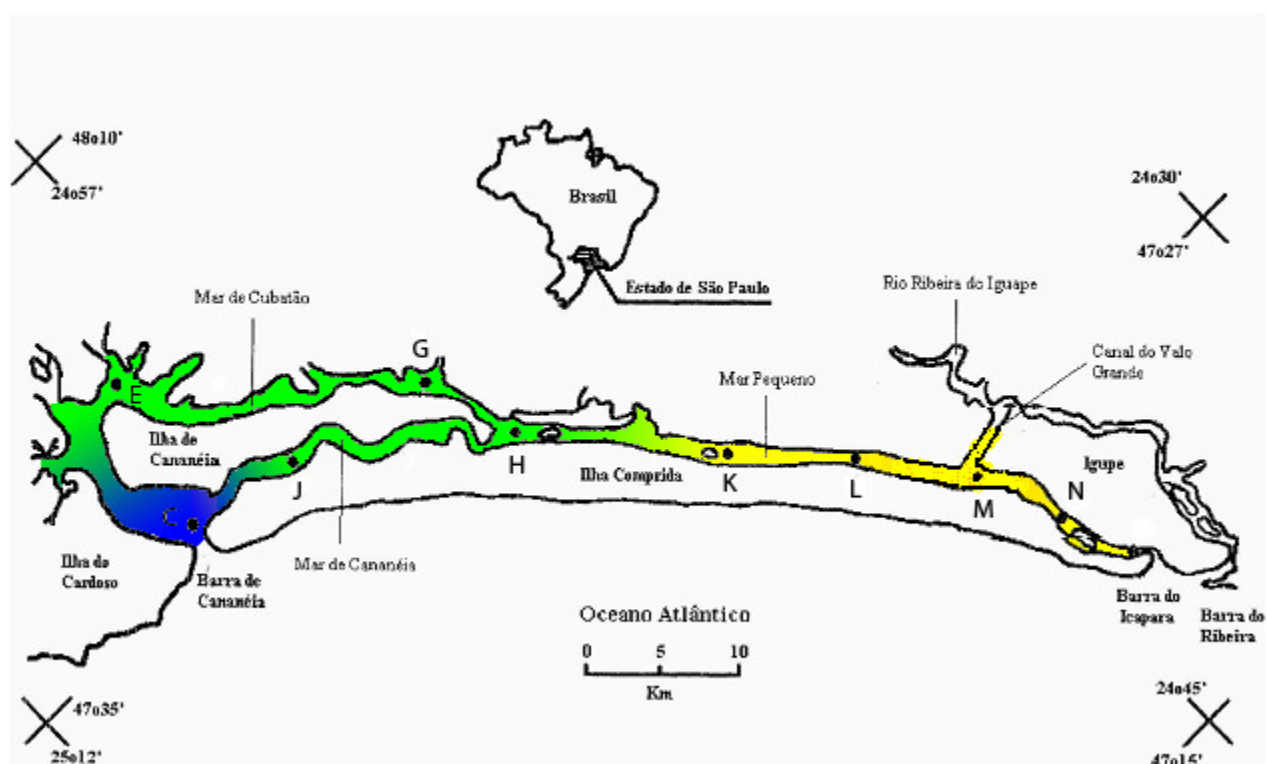 48o10'
24o57'
Brasil
24o30'
47o27'
Estado de São Paulo
Rio Ribeira do Iguape
Mar de Cubatão
Canal do Valo
Grande
G
Mar Pequeno
E
Ilha de
Cananéia
H
Ilha Comprida
Igupe
J
K
L
M
N
C
Ilha do
Cardoso
Mar de Cananéia
Barra de
Cananéia
Barra do
Icapara
Barra do
Ribeira
Oceano Atlântico
0 5 10
Km
47o35'
25o12'
24o45'
47o15'